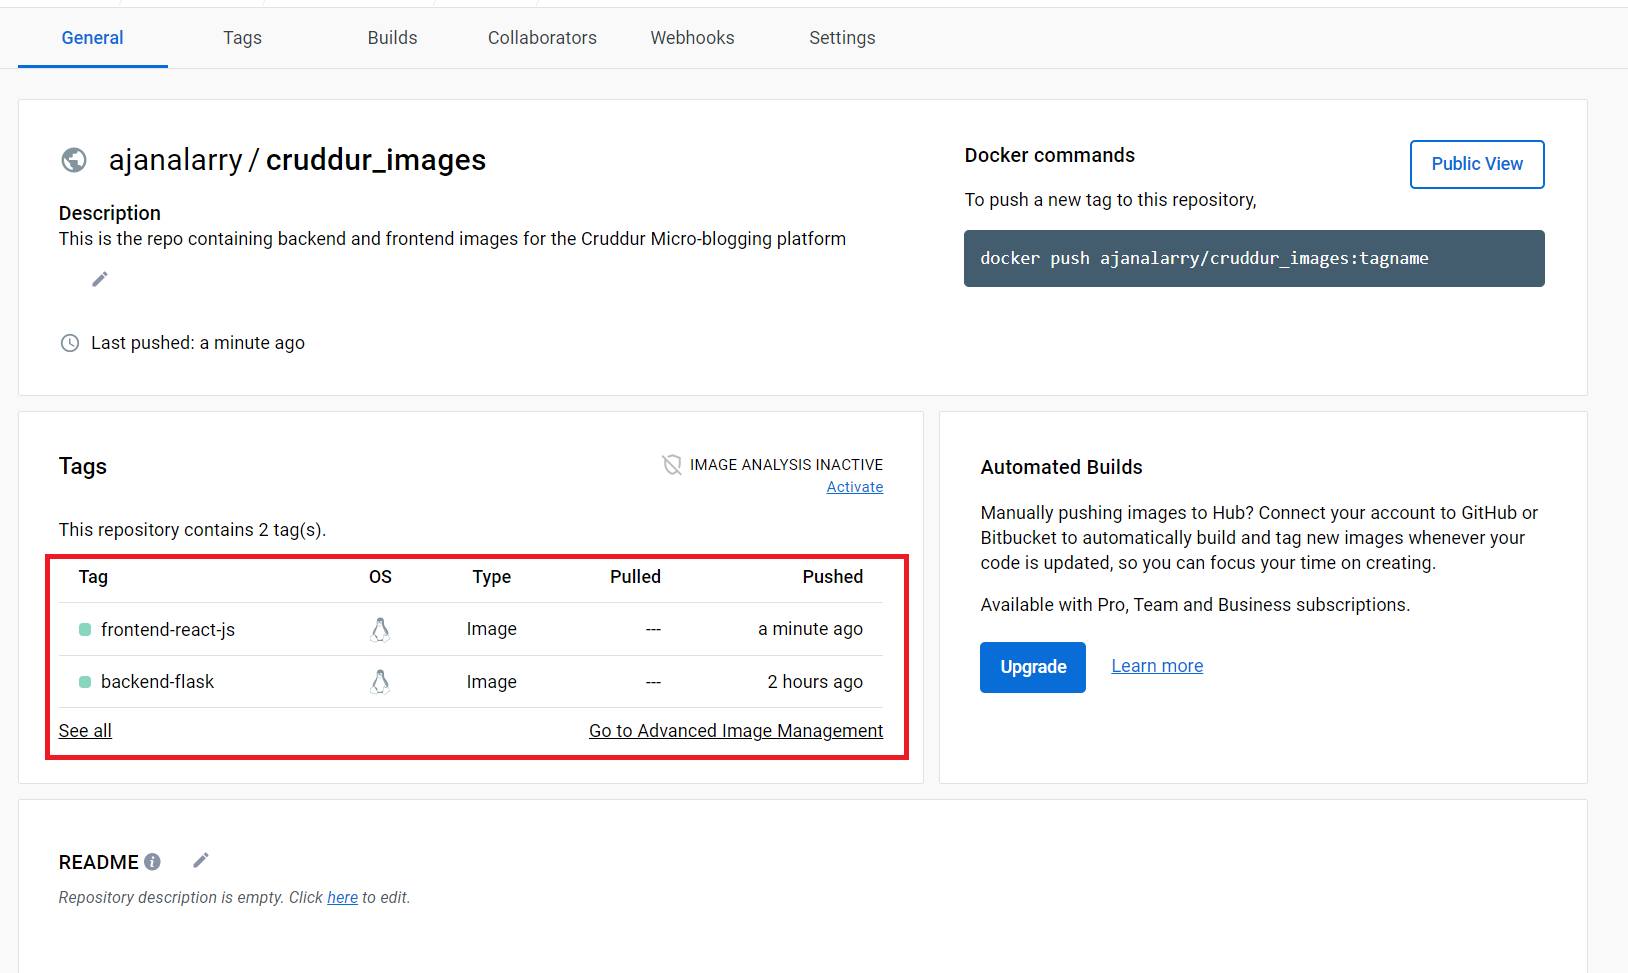 General
Tags
Builds
Collaborators
Webhooks
Settings
ajanalarry / cruddur_images
Description
This is the repo containing backend and frontend images for the Cruddur Micro-blogging platform
Last pushed: a minute ago
Docker commands
Public View
To push a new tag to this repository,
docker push ajanalarry/cruddur_images:tagname
Tags
IMAGE ANALYSIS INACTIVE
Activate
This repository contains 2 tag(s).
Tag OS Type Pulled Pushed
frontend-react-js Image --- a minute ago
backend-flask Image --- 2 hours ago
See all Go to Advanced Image Management
Automated Builds
Manually pushing images to Hub? Connect your account to GitHub or
Bitbucket to automatically build and tag new images whenever your
code is updated, so you can focus your time on creating.
Available with Pro, Team and Business subscriptions.
Upgrade Learn more
README
Repository description is empty. Click here to edit.